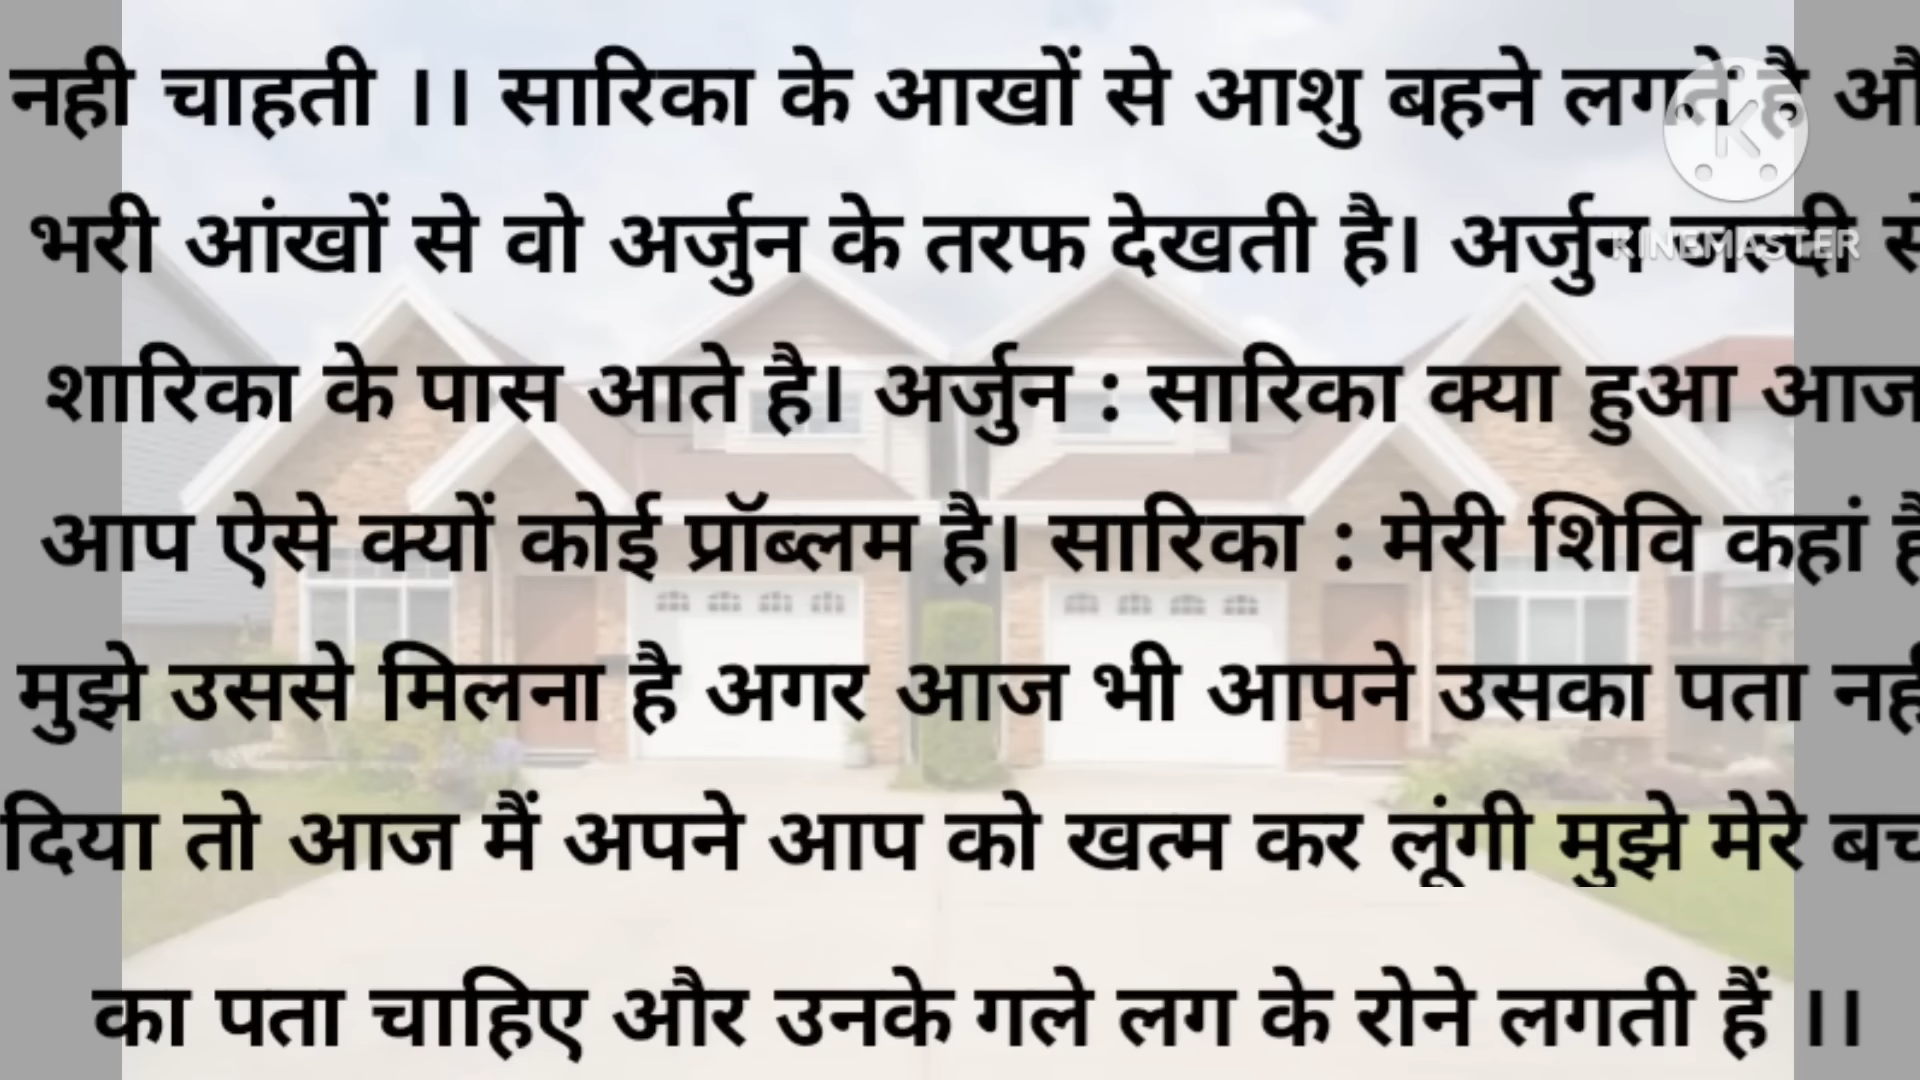 नही चाहती ।। सारिका के आखों से आशु बहने लगते है औ
भरी आंखों से वो अर्जुन के तरफ देखती है। अर्जुन जल्दी से
शारिका के पास आते है। अर्जुन : सारिका क्या हुआ आज
आप ऐसे क्यों कोई प्रॉब्लम है। सारिका : मेरी शिवि कहां है
मुझे उससे मिलना है अगर आज भी आपने उसका पता नही
दिया तो आज मैं अपने आप को खत्म कर लूंगी मुझे मेरे बच
का पता चाहिए और उनके गले लग के रोने लगती हैं ।।
K
KINEMASTER